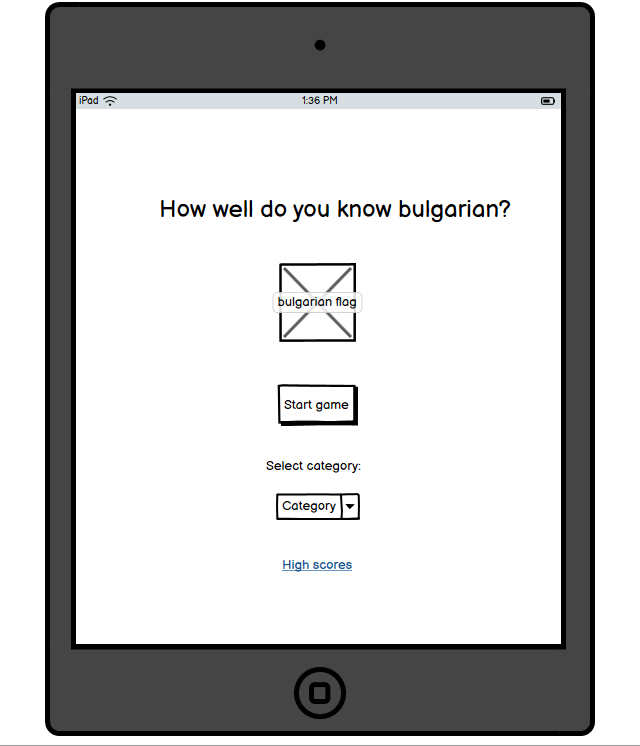 iPad 1:36 PM
How well do you know bulgarian?
bulgarian flag
Start game
Select category:
Category
High scores